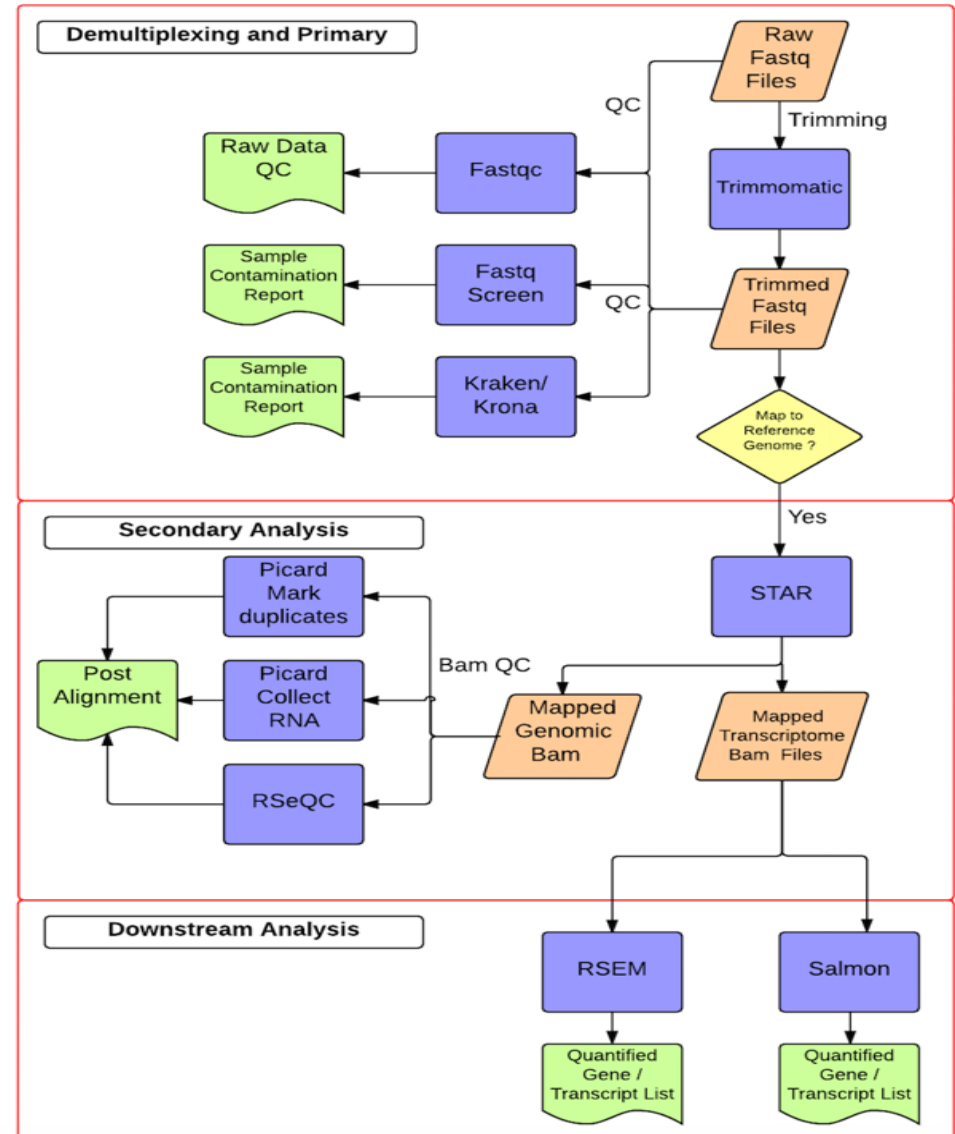 Demultiplexing and Primary
Raw
Fastq
Files
QC
Trimming
Raw Data
QC
Fastqc
Trimmomatic
Sample
Contamination
Report
Fastq
Screen
QC
Trimmed
Fastq
Files
Sample
Contamination
Report
Kraken/
Krona
Map to
Reference
Genome ?
Yes
Secondary Analysis
Picard
Mark
duplicates
STAR
Post
Alignment
Picard
Collect
RNA
Bam QC
Mapped
Genomic
Bam
Mapped
Transcriptome
Bam Files
RSeQC
Downstream Analysis
RSEM
Salmon
Quantified
Gene /
Transcript List
Quantified
Gene /
Transcript List